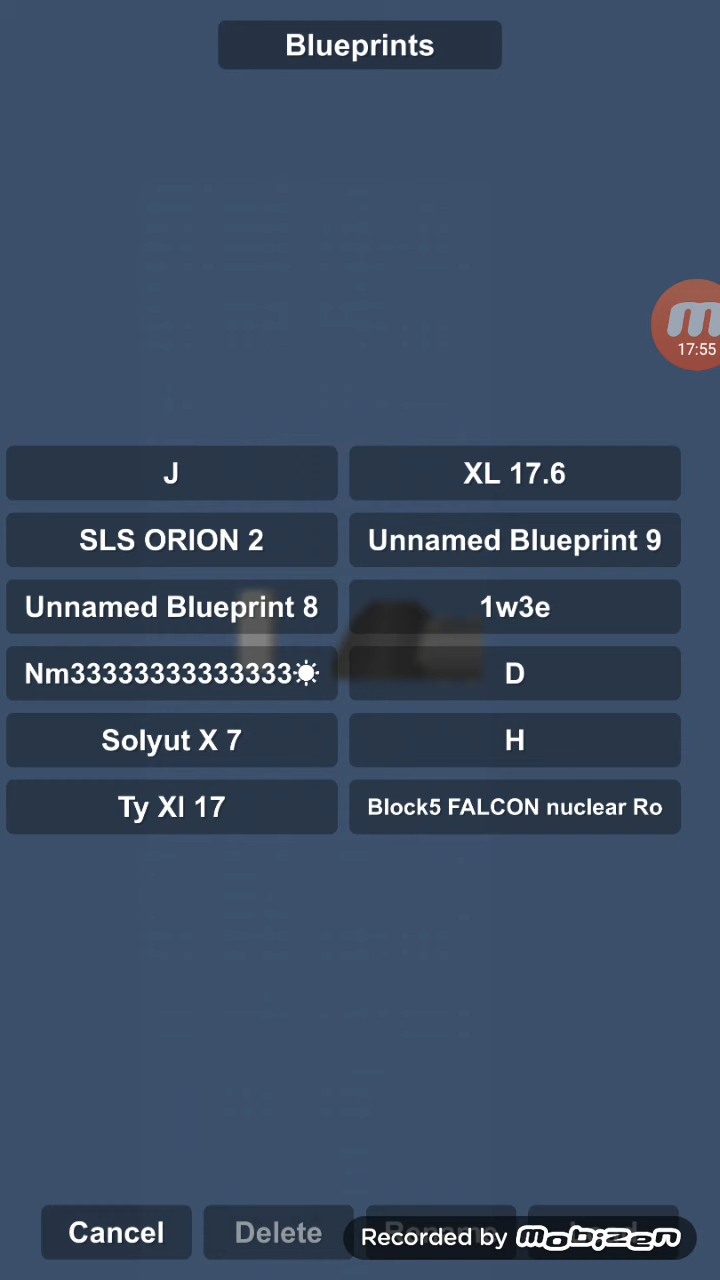 Blueprints
17:55
J
XL 17.6
SLS ORION 2
Unnamed Blueprint 9
Unnamed Blueprint 8
1w3e
Nm33333333333333☀
D
Solyut X 7
H
Ty Xl 17
Block5 FALCON nuclear Ro
Cancel
Delete
Rename
Recorded by mobizen